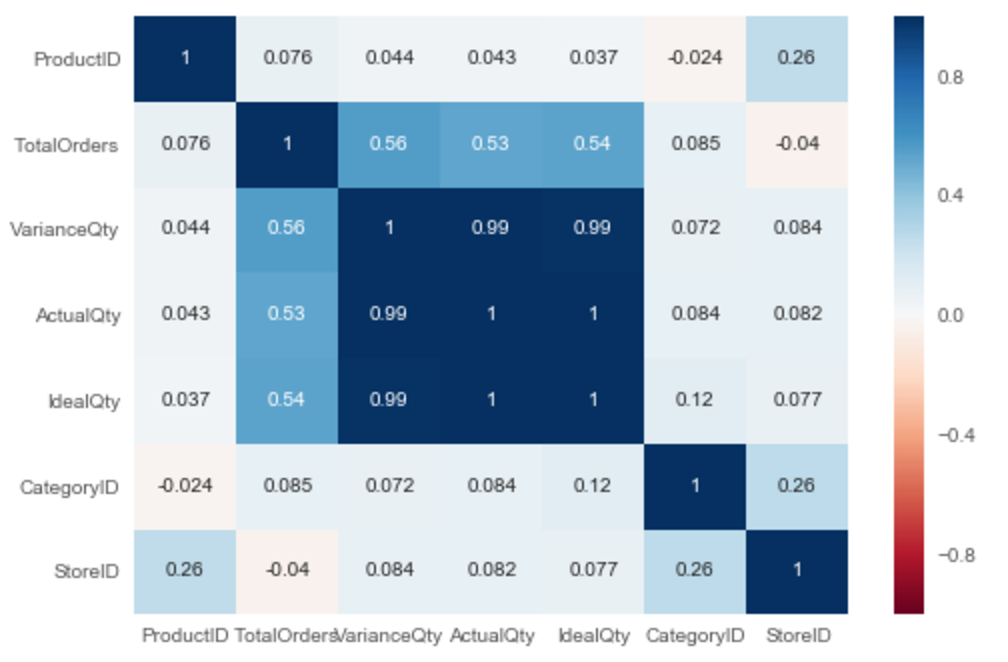 ProductID 1 0.076 0.044 0.043 0.037 -0.024 0.26
TotalOrders 0.076 1 0.56 0.53 0.54 0.085 -0.04
VarianceQty 0.044 0.56 1 0.99 0.99 0.072 0.084
ActualQty 0.043 0.53 0.99 1 1 0.084 0.082
IdealQty 0.037 0.54 0.99 1 1 0.12 0.077
CategoryID -0.024 0.085 0.072 0.084 0.12 1 0.26
StoreID 0.26 -0.04 0.084 0.082 0.077 0.26 1
ProductID TotalOrders VarianceQty ActualQty IdealQty CategoryID StoreID
0.8
0.4
0.0
−0.4
−0.8